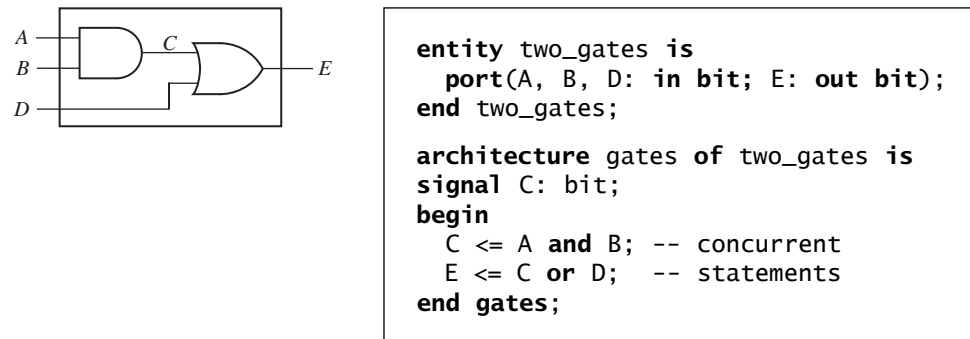 A
B
C
D
E
entity two_gates is
port(A, B, D: in bit; E: out bit);
end two_gates;
architecture gates of two_gates is
signal C: bit;
begin
C <= A and B; -- concurrent
E <= C or D; -- statements
end gates;